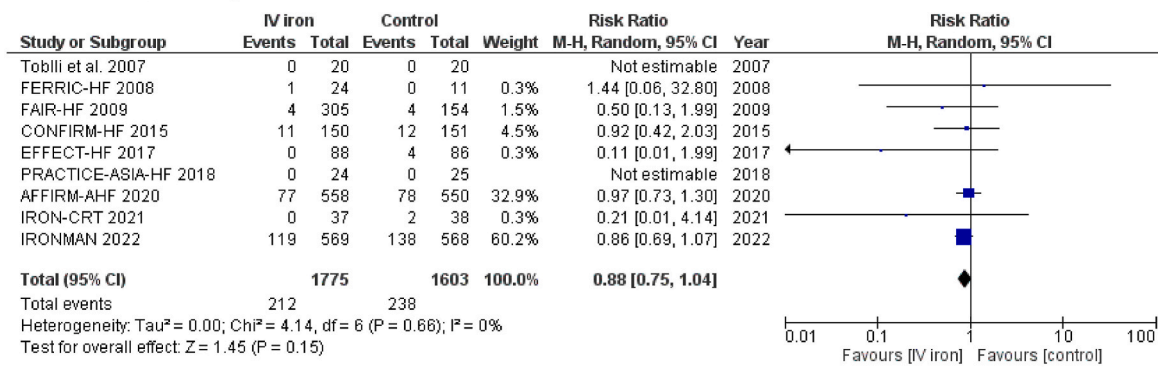 IV iron Control Risk Ratio Risk Ratio
Study or Subgroup Events Total Events Total Weight M-H, Random, 95% CI Year M-H, Random, 95% CI
Toblli et al. 2007 0 20 0 20 Not estimable 2007
FERRIC-HF 2008 1 24 0 11 0.3% 1.44 [0.06, 32.80] 2008
FAIR-HF 2009 4 305 4 154 1.5% 0.50 [0.13, 1.99] 2009
CONFIRM-HF 2015 11 150 12 151 4.5% 0.92 [0.42, 2.03] 2015
EFFECT-HF 2017 0 88 4 86 0.3% 0.11 [0.01, 1.99] 2017
PRACTICE-ASIA-HF 2018 0 24 0 25 Not estimable 2018
AFFIRM-AHF 2020 77 558 78 550 32.9% 0.97 [0.73, 1.30] 2020
IRON-CRT 2021 0 37 2 38 0.3% 0.21 [0.01, 4.14] 2021
IRONMAN 2022 119 569 138 568 60.2% 0.86 [0.69, 1.07] 2022
Total (95% CI) 1775 1603 100.0% 0.88 [0.75, 1.04]
Total events 212 238
Heterogeneity: Tau² = 0.00; Chi² = 4.14, df = 6 (P = 0.66); I² = 0%
Test for overall effect: Z = 1.45 (P = 0.15)
0.01 0.1 1 10 100
Favours [IV iron] Favours [control]